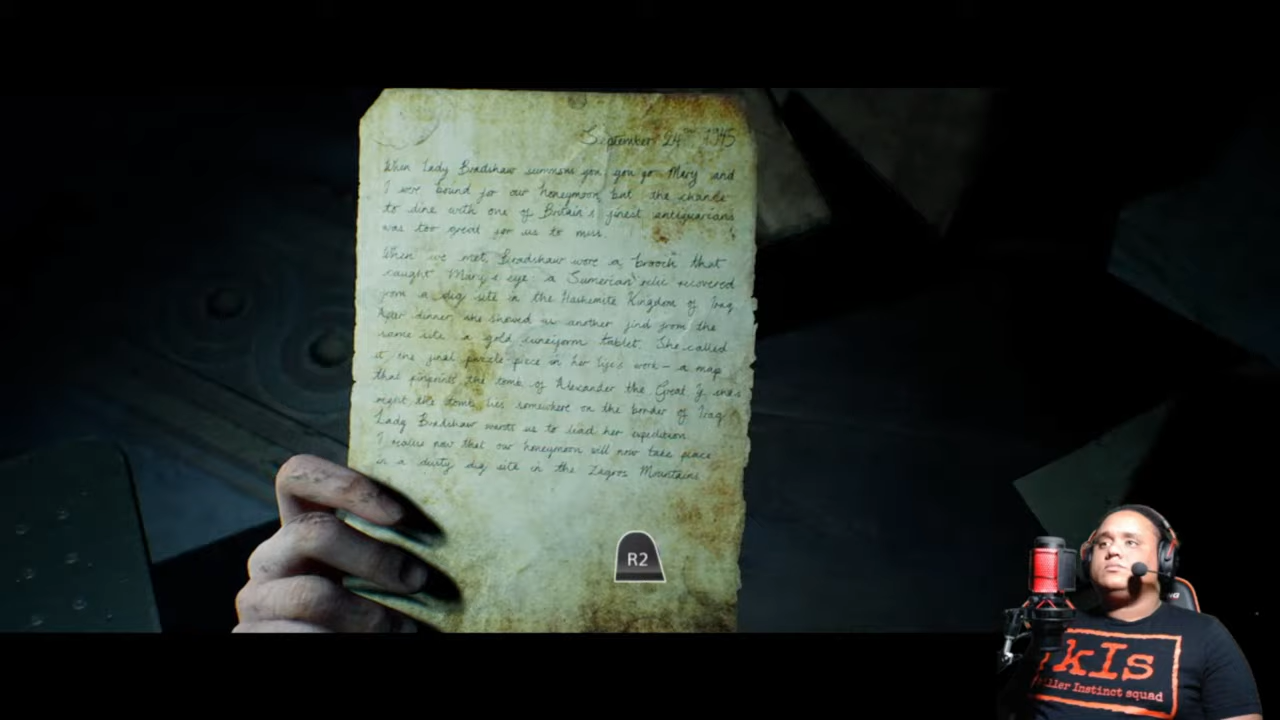 September 24th 1945
When Lady Bradshaw summons you, you go. Mary and
I were bound for our honeymoon, but the chance
to dine with one of Britain's finest antiquarians
was too great for us to miss.
When we met, Bradshaw wore a brooch that
caught Mary's eye: a Sumerian relic recovered
from a dig site in the Hashemite Kingdom of Iraq
After dinner, she showed us another find from the
same site, a gold cuneiform tablet. She called
it the final puzzle-piece in her life's work - a map
that pinpoints the tomb of Alexander the Great. If she's
right the tomb lies somewhere on the border of Iraq
Lady Bradshaw wants us to lead her expedition.
I realise now that our honeymoon will now take place
in a dusty dig site in the Zagros Mountains
R2
kIs
Killer Instinct squad